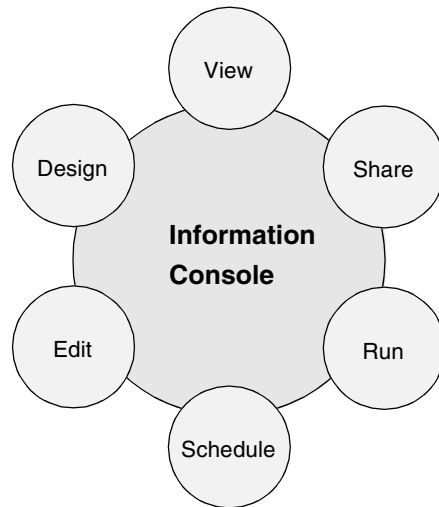 View
Design
Share
Information
Console
Edit
Run
Schedule